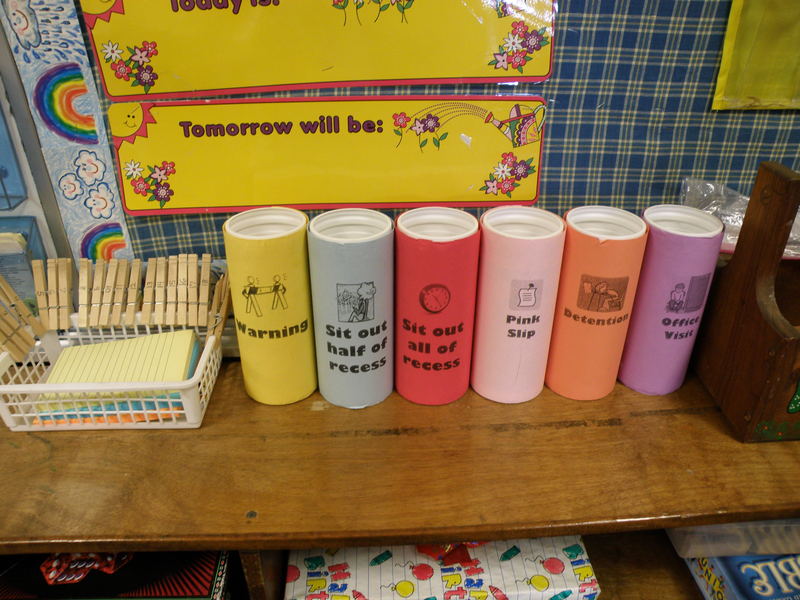 Today is:
Tomorrow will be:
Warning
Sit out
half of
recess
Sit out
all of
recess
Pink
Slip
Detention
Office
Visit